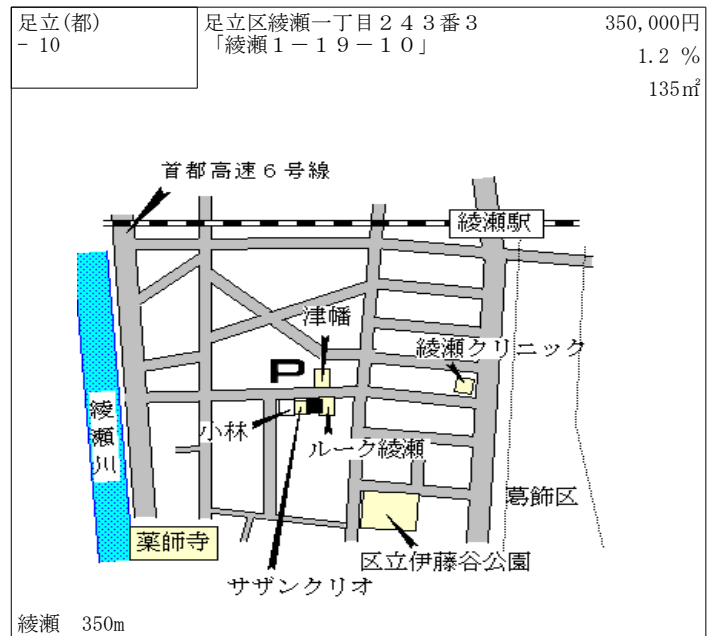 足立(都)
- 10
足立区綾瀬一丁目２４３番３
「綾瀬１－１９－１０」
350,000円
1.2 %
135㎡
首都高速６号線
綾瀬駅
津幡
綾瀬クリニック
P
綾瀬川
小林
ルーク綾瀬
葛飾区
薬師寺
区立伊藤谷公園
サザンクリオ
綾瀬　350m